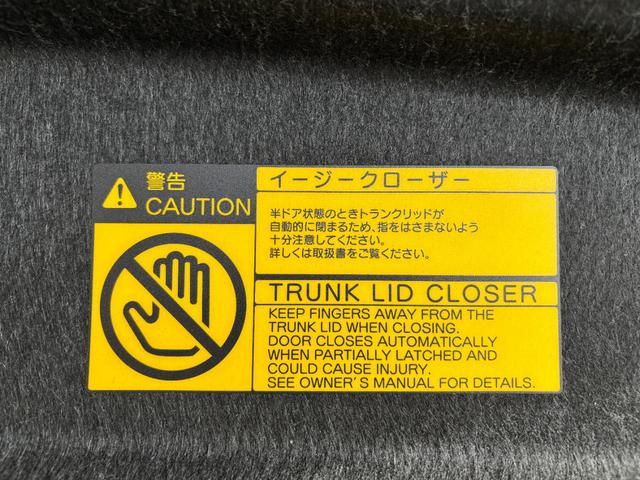 警告
CAUTION
イージークローザー
半ドア状態のときトランクリッドが
自動的に閉まるため、指をはさまないよう
十分注意してください。
詳しくは取扱書をご覧ください。
TRUNK LID CLOSER
KEEP FINGERS AWAY FROM THE
TRUNK LID WHEN CLOSING.
DOOR CLOSES AUTOMATICALLY
WHEN PARTIALLY LATCHED AND
COULD CAUSE INJURY.
SEE OWNER'S MANUAL FOR DETAILS.